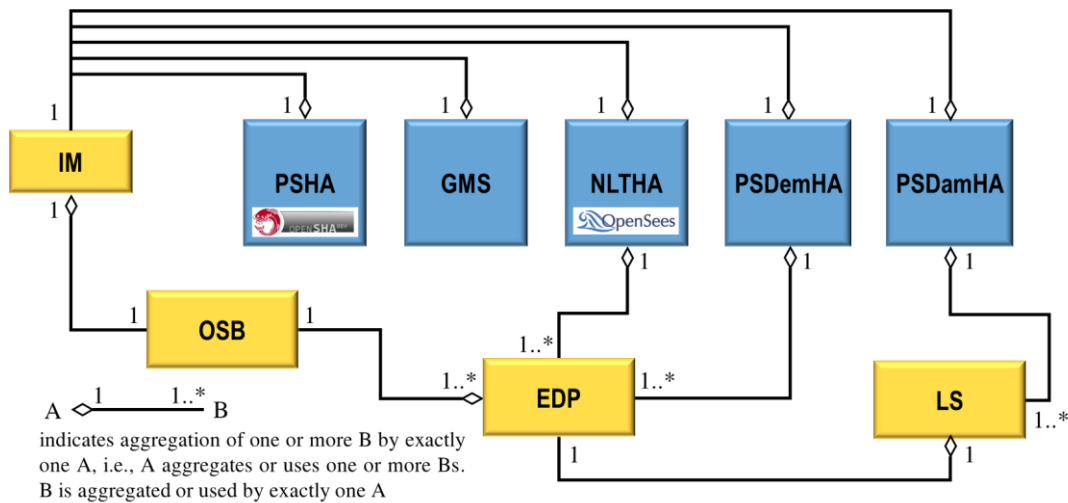 1
1
1
1
1
1
IM
PSHA
OPENSHA
GMS
NLTHA
OpenSees
PSDemHA
PSDamHA
1
1
1
1
1
OSB
1
1..*
1..*
EDP
1..*
LS
1..*
1
1
A
1
1..*
B
indicates aggregation of one or more B by exactly
one A, i.e., A aggregates or uses one or more Bs.
B is aggregated or used by exactly one A